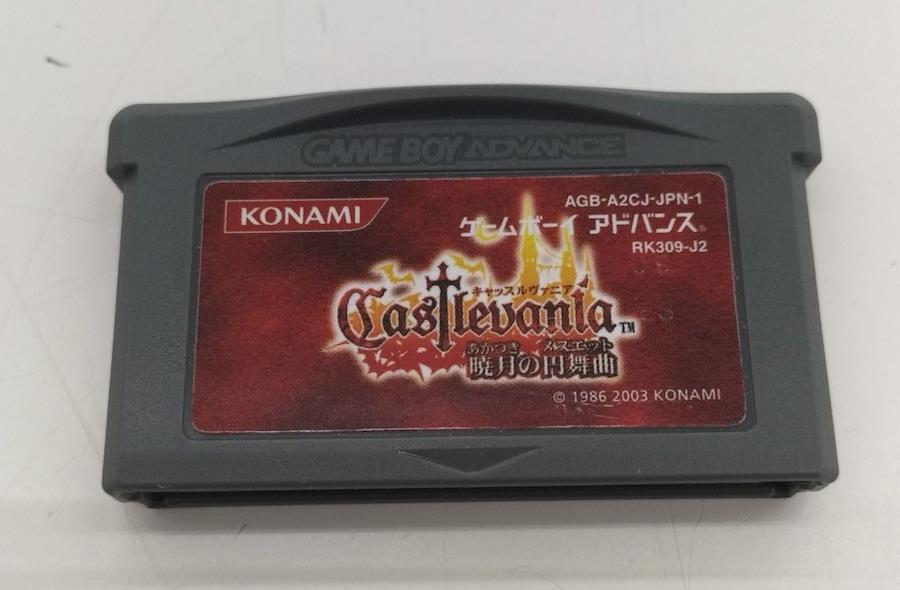 GAME BOY ADVANCE
KONAMI
AGB-A2CJ-JPN-1
ゲームボーイ アドバンス
RK309-J2
キャッスルヴァニア
Castlevania™
あかつき メヌエット
暁月の円舞曲
© 1986 2003 KONAMI